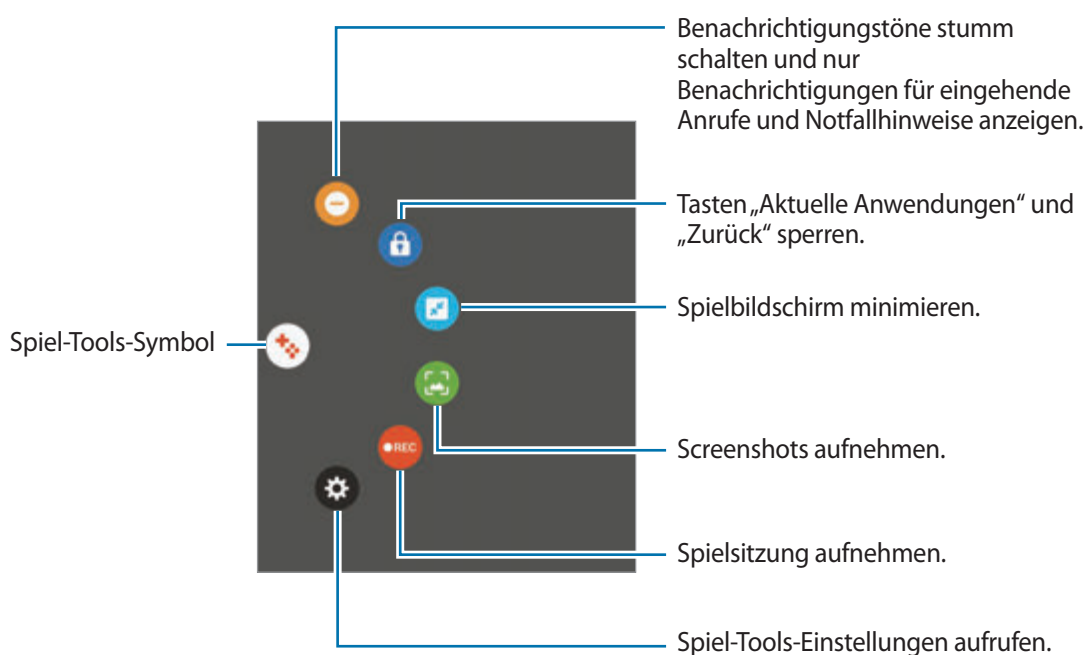 Benachrichtigungstöne stumm
schalten und nur
Benachrichtigungen für eingehende
Anrufe und Notfallhinweise anzeigen.
Tasten „Aktuelle Anwendungen“ und
„Zurück“ sperren.
Spielbildschirm minimieren.
Spiel-Tools-Symbol
Screenshots aufnehmen.
REC
Spielsitzung aufnehmen.
Spiel-Tools-Einstellungen aufrufen.